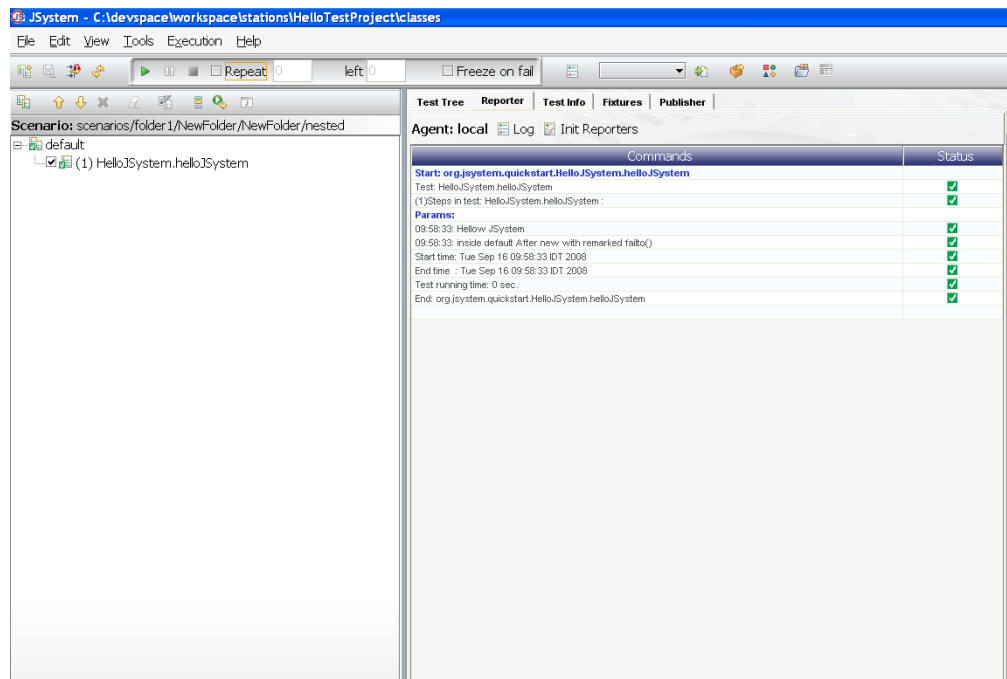 JSystem - C:\devspace\workspace\stations\HelloTestProject\classes
File Edit View Tools Execution Help
Repeat 0 left 0 Freeze on fail
Scenario: scenarios/folder1/NewFolder/NewFolder/nested
default
(1) HelloJSystem.helloJSystem
Test Tree Reporter Test Info Fixtures Publisher
Agent: local Log Init Reporters
Commands Status
Start: org.jsystem.quickstart.HelloJSystem.helloJSystem
Test: HelloJSystem.helloJSystem
(1)Steps in test: HelloJSystem.helloJSystem :
Params:
09:58:33: Hellow JSystem
09:58:33: inside default After new with remarked failto()
Start time: Tue Sep 16 09:58:33 IDT 2008
End time : Tue Sep 16 09:58:33 IDT 2008
Test running time: 0 sec.
End: org.jsystem.quickstart.HelloJSystem.helloJSystem